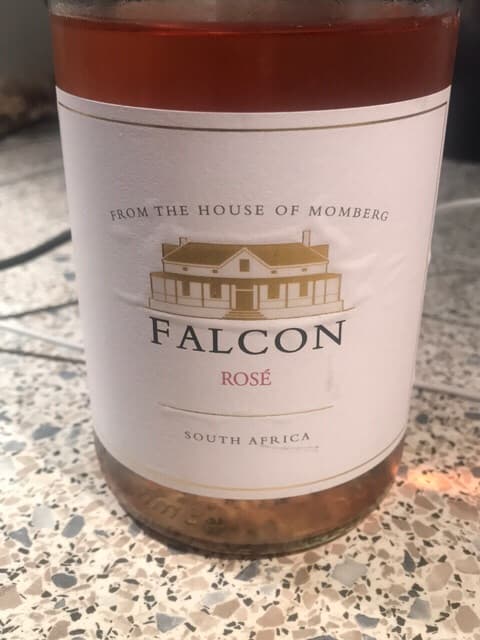 FROM THE HOUSE OF MOMBERG
FALCON
ROSÉ
SOUTH AFRICA